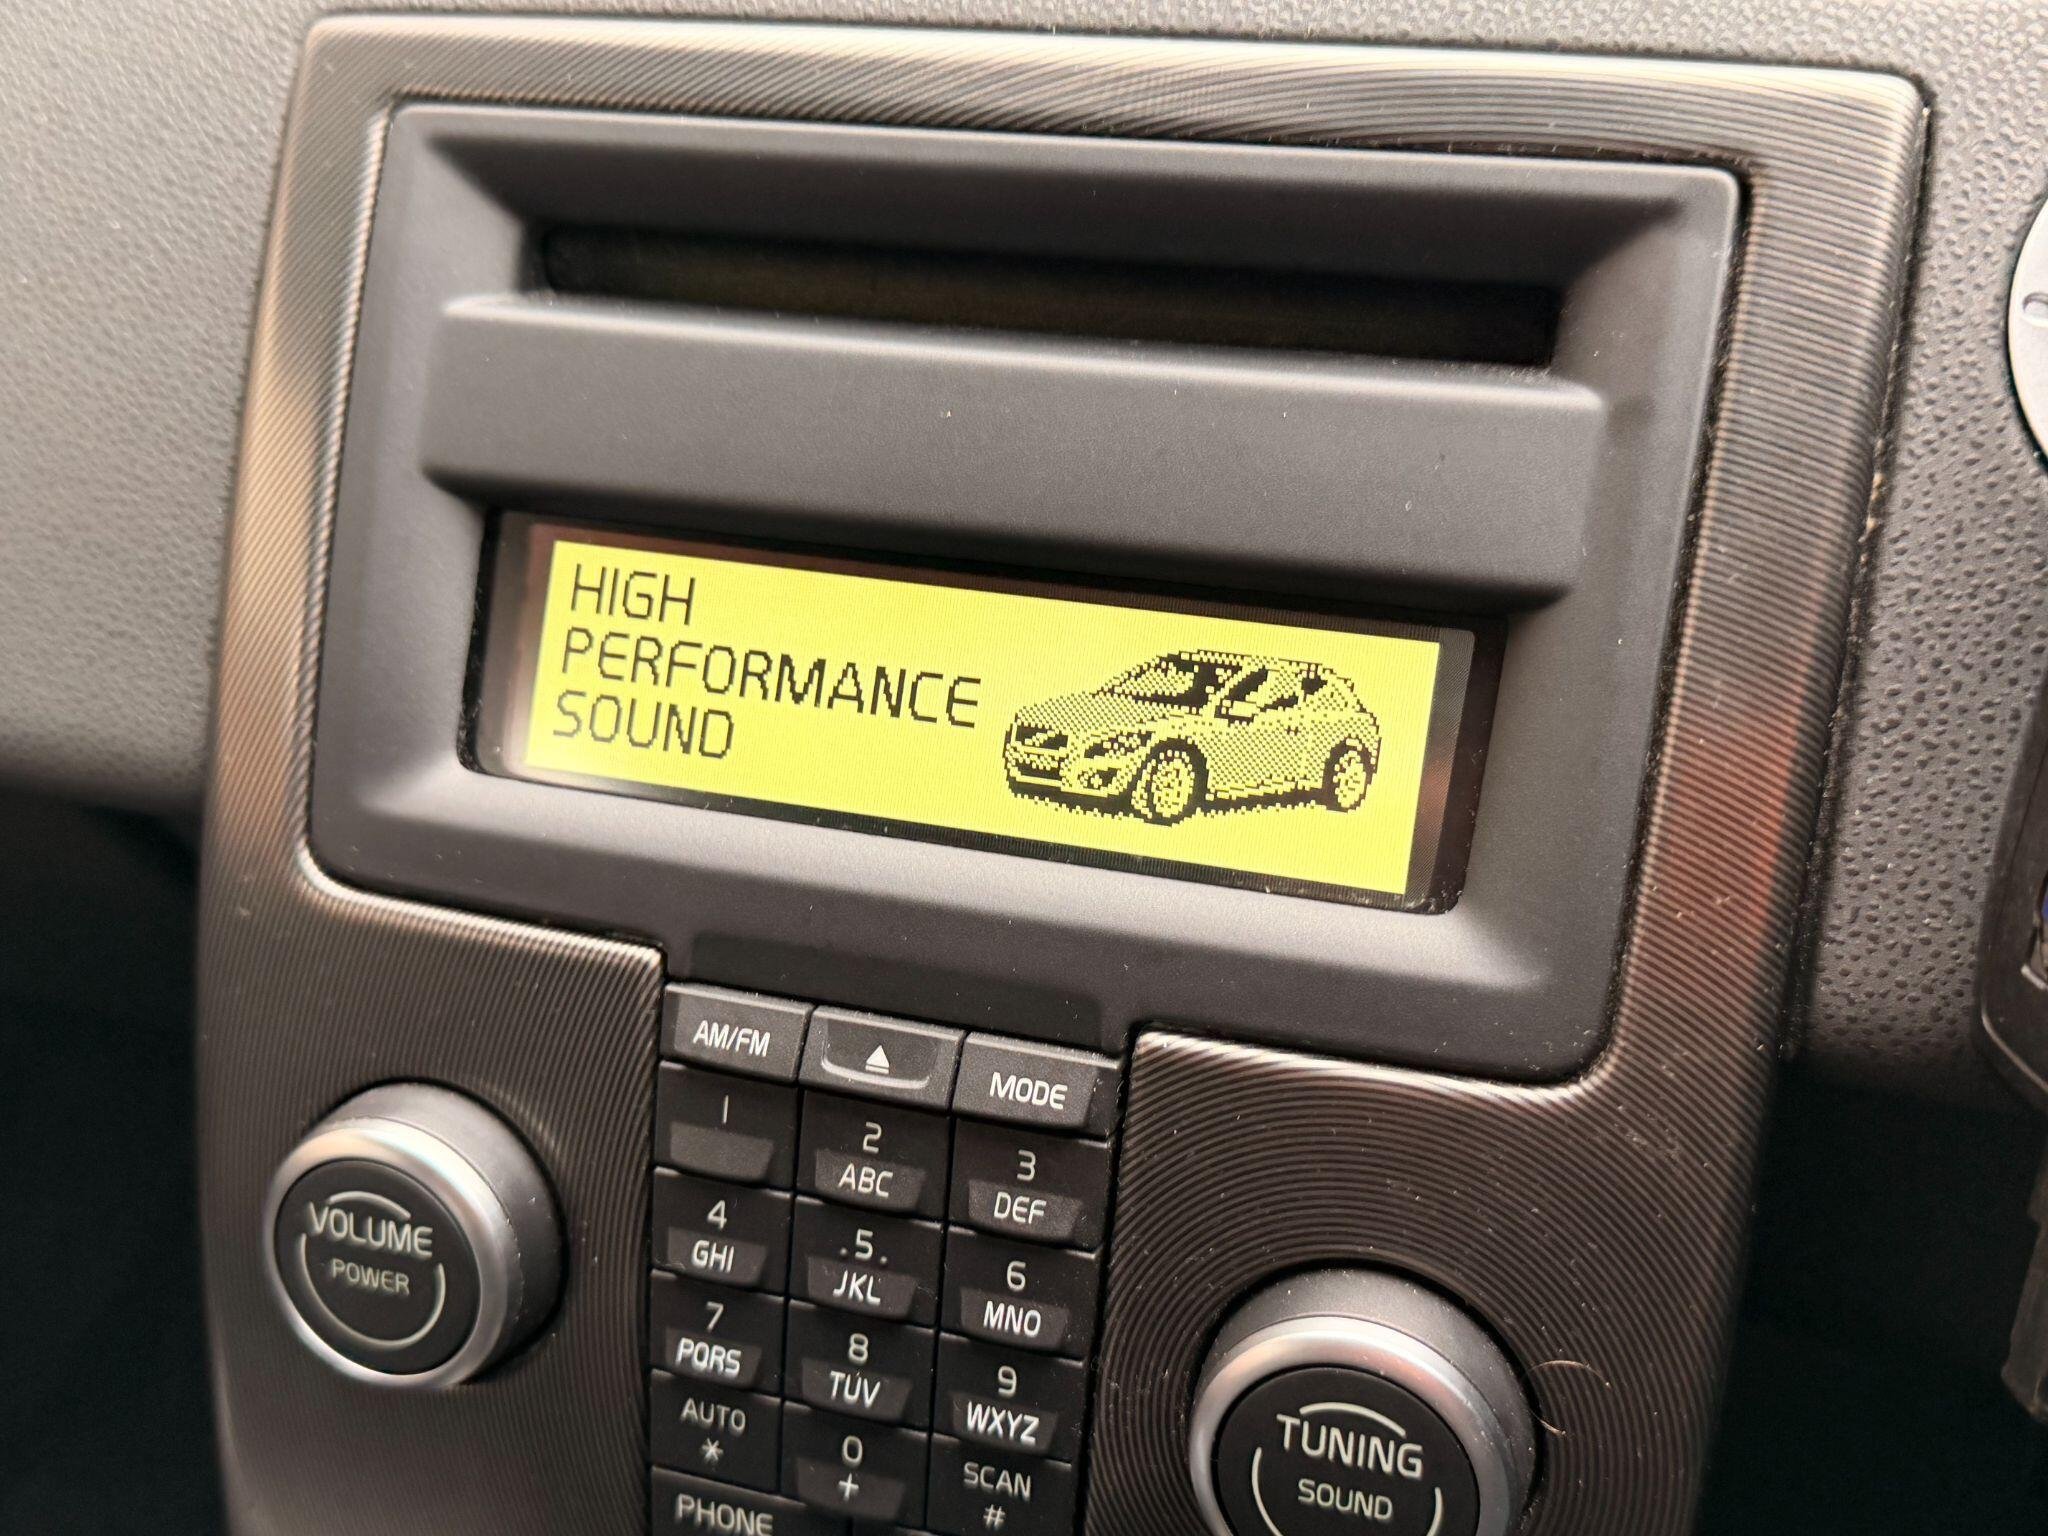 HIGH
PERFORMANCE
SOUND
AM/FM
MODE
1
2
ABC
3
DEF
4
GHI
.5.
JKL
6
MNO
7
PQRS
8
TUV
9
WXYZ
AUTO
*
0
+
SCAN
#
PHONE
VOLUME
POWER
TUNING
SOUND